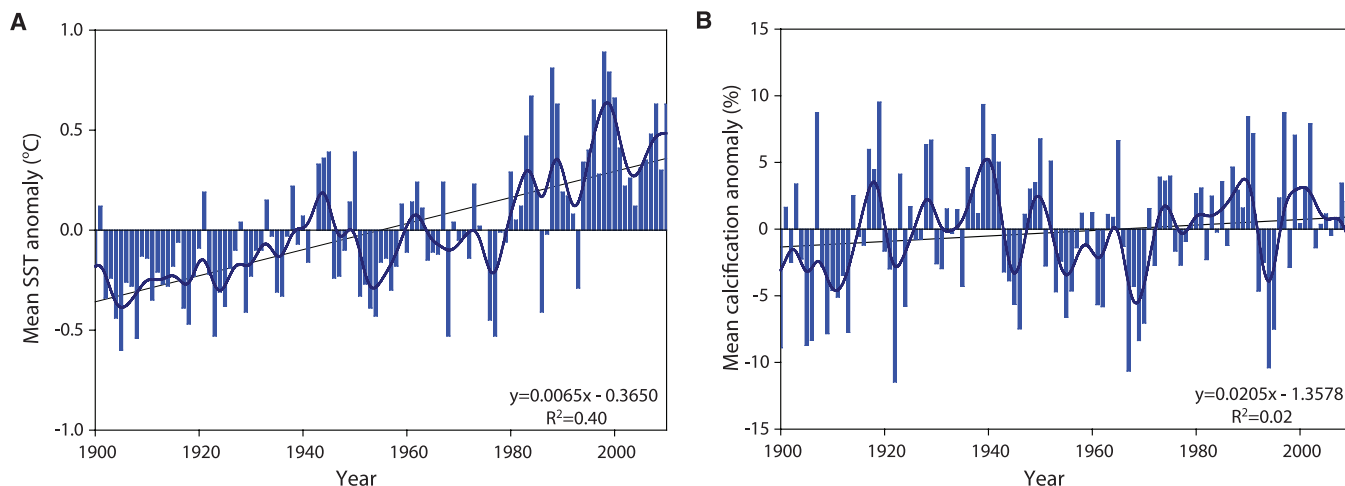 A
Mean SST anomaly (ºC)
1.0
0.5
0.0
-0.5
-1.0
y=0.0065x - 0.3650
R²=0.40
1900 1920 1940 1960 1980 2000
Year
B
Mean calcification anomaly (%)
15
10
5
0
-5
-10
-15
y=0.0205x - 1.3578
R²=0.02
1900 1920 1940 1960 1980 2000
Year